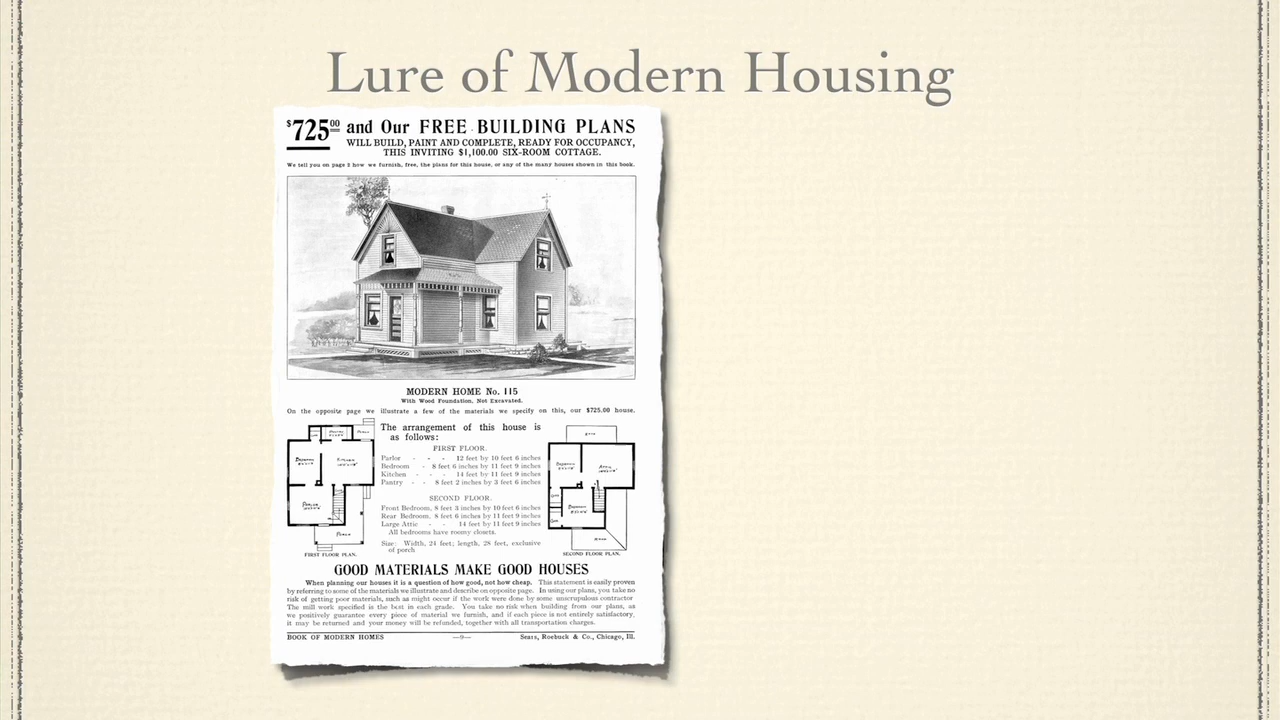 Lure of Modern Housing
$725.00 and Our FREE BUILDING PLANS
WILL BUILD, PAINT AND COMPLETE, READY FOR OCCUPANCY,
THIS INVITING $1,100.00 SIX-ROOM COTTAGE.
We tell you on page 2 how we furnish, free, the plans for this house, or any of the many houses shown in this book.
MODERN HOME No. 115
With Wood Foundation, Not Excavated.
On the opposite page we illustrate a few of the materials we specify on this, our $725.00 house.
The arrangement of this house is
as follows:
FIRST FLOOR.
Parlor - - - 12 feet by 10 feet 6 inches
Bedroom - 8 feet 6 inches by 11 feet 9 inches
Kitchen - - - 14 feet by 11 feet 9 inches
Pantry - - 8 feet 2 inches by 3 feet 6 inches
SECOND FLOOR.
Front Bedroom, 8 feet 3 inches by 10 feet 6 inches
Rear Bedroom, 8 feet 6 inches by 11 feet 9 inches
Large Attic - - 14 feet by 11 feet 9 inches
All bedrooms have roomy closets.
Size: Width, 24 feet; length, 28 feet, exclusive
of porch
BEDROOM
KITCHEN
PARLOR
PORCH
FIRST FLOOR PLAN.
BEDROOM
ATTIC
BEDROOM
ROOF
SECOND FLOOR PLAN.
GOOD MATERIALS MAKE GOOD HOUSES
When planning our houses it is a question of how good, not how cheap. This statement is easily proven
by referring to some of the materials we illustrate and describe on opposite page. In using our plans, you take no
risk of getting poor materials, such as might occur if the work were done by some unscrupulous contractor
The mill work specified is the best in each grade. You take no risk when building from our plans, as
we positively guarantee every piece of material we furnish, and if each piece is not entirely satisfactory,
it may be returned and your money will be refunded, together with all transportation charges.
BOOK OF MODERN HOMES —9— Sears, Roebuck & Co., Chicago, Ill.